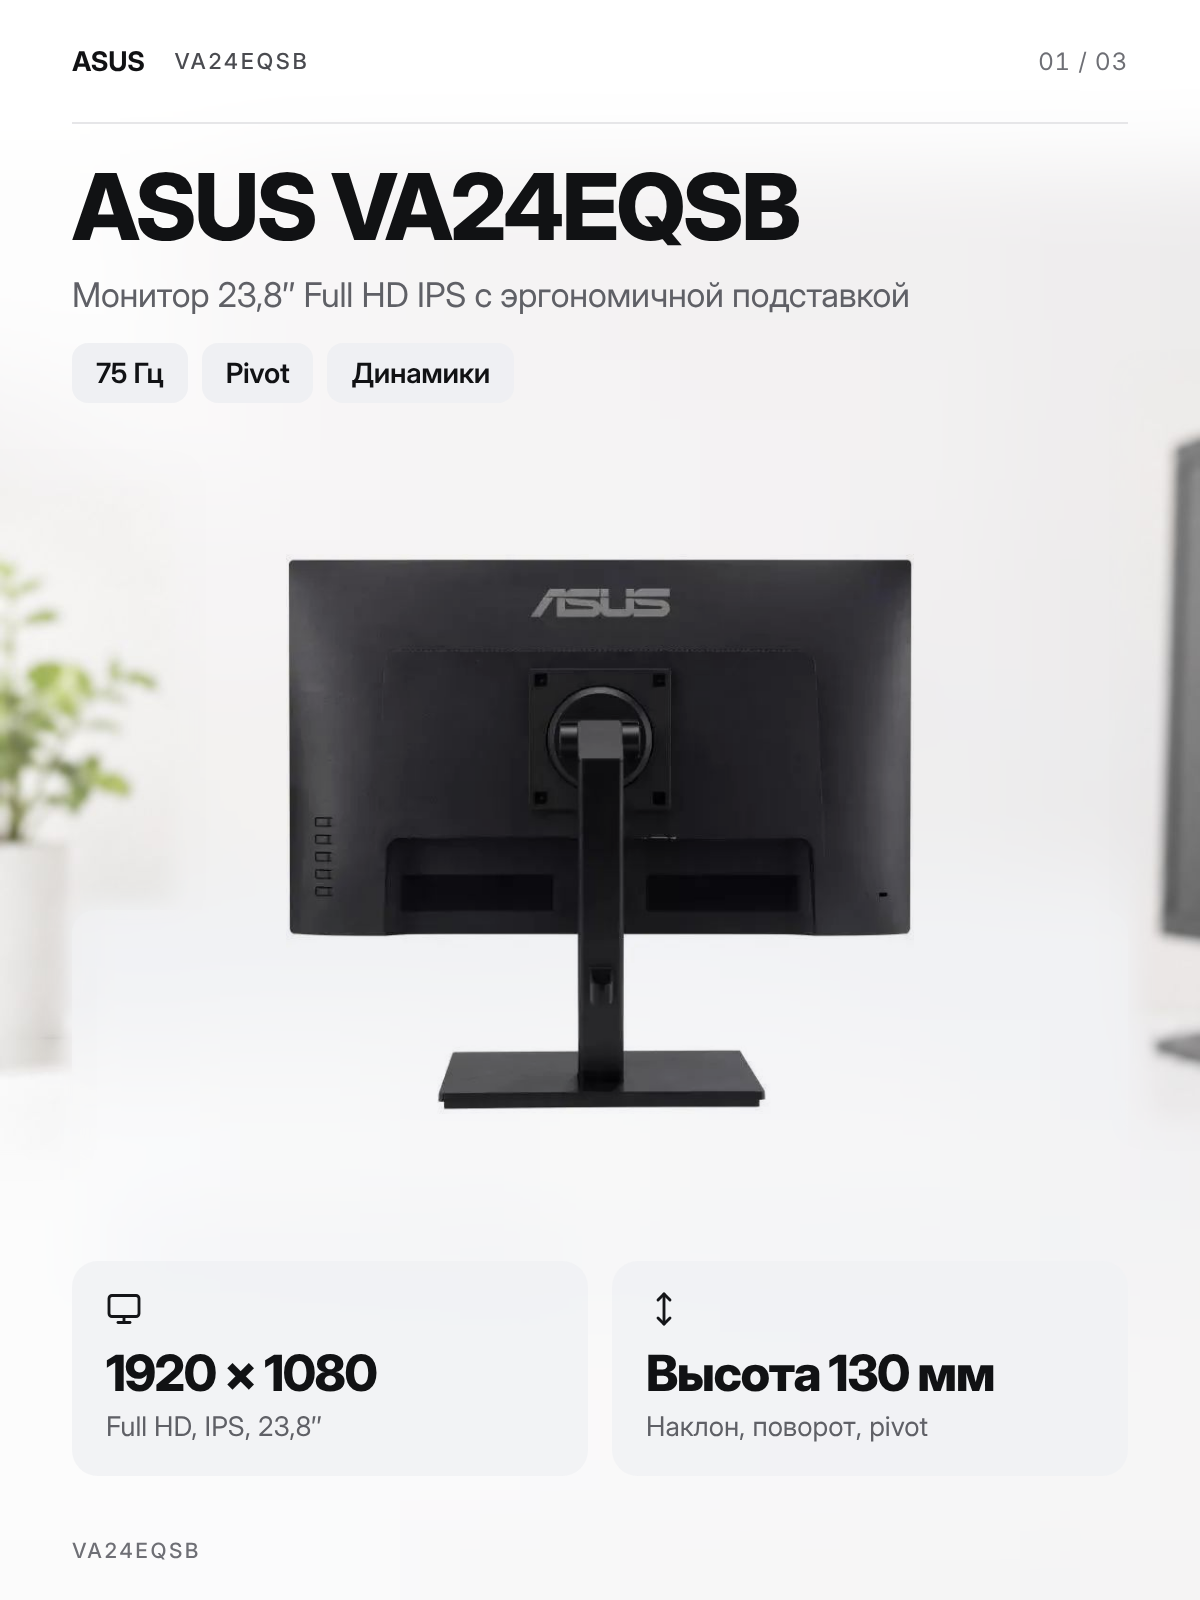 ASUS VA24EQSB 01 / 03
ASUS VA24EQSB
Монитор 23,8″ Full HD IPS с эргономичной подставкой
75 Гц Pivot Динамики
ASUS
1920 × 1080
Full HD, IPS, 23,8″
Высота 130 мм
Наклон, поворот, pivot
VA24EQSB